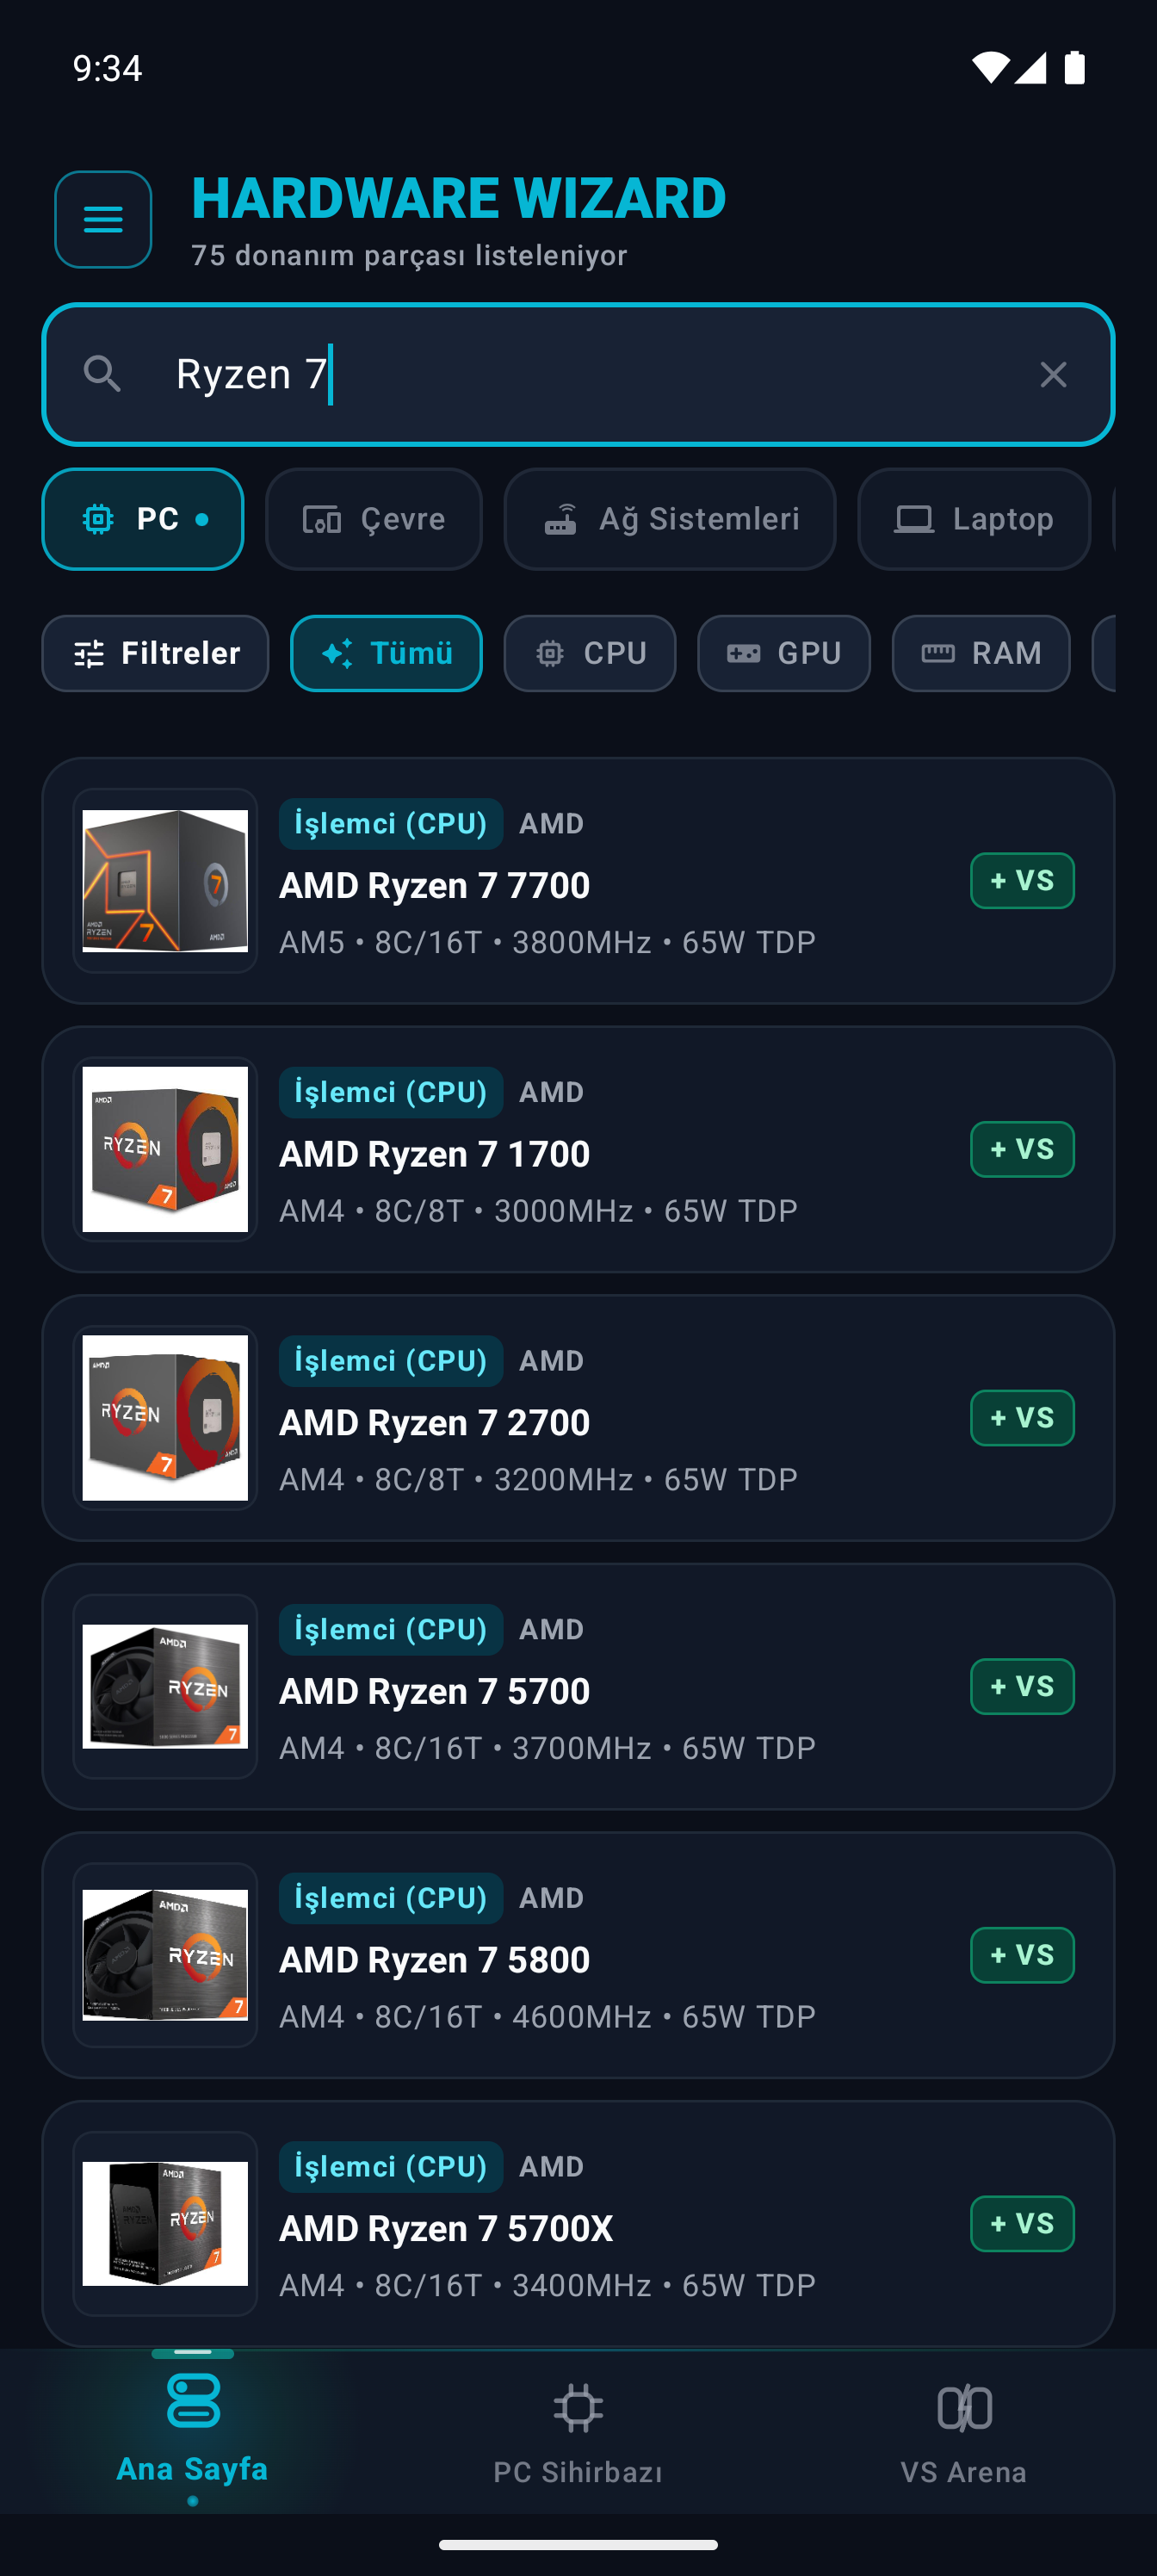 9:34
HARDWARE WIZARD
75 donanım parçası listeleniyor
Ryzen 7
PC
Çevre
Ağ Sistemleri
Laptop
Filtreler
Tümü
CPU
GPU
RAM
İşlemci (CPU) AMD
AMD Ryzen 7 7700
AM5 • 8C/16T • 3800MHz • 65W TDP
+ VS
İşlemci (CPU) AMD
AMD Ryzen 7 1700
AM4 • 8C/8T • 3000MHz • 65W TDP
+ VS
İşlemci (CPU) AMD
AMD Ryzen 7 2700
AM4 • 8C/8T • 3200MHz • 65W TDP
+ VS
İşlemci (CPU) AMD
AMD Ryzen 7 5700
AM4 • 8C/16T • 3700MHz • 65W TDP
+ VS
İşlemci (CPU) AMD
AMD Ryzen 7 5800
AM4 • 8C/16T • 4600MHz • 65W TDP
+ VS
İşlemci (CPU) AMD
AMD Ryzen 7 5700X
AM4 • 8C/16T • 3400MHz • 65W TDP
+ VS
Ana Sayfa
PC Sihirbazı
VS Arena